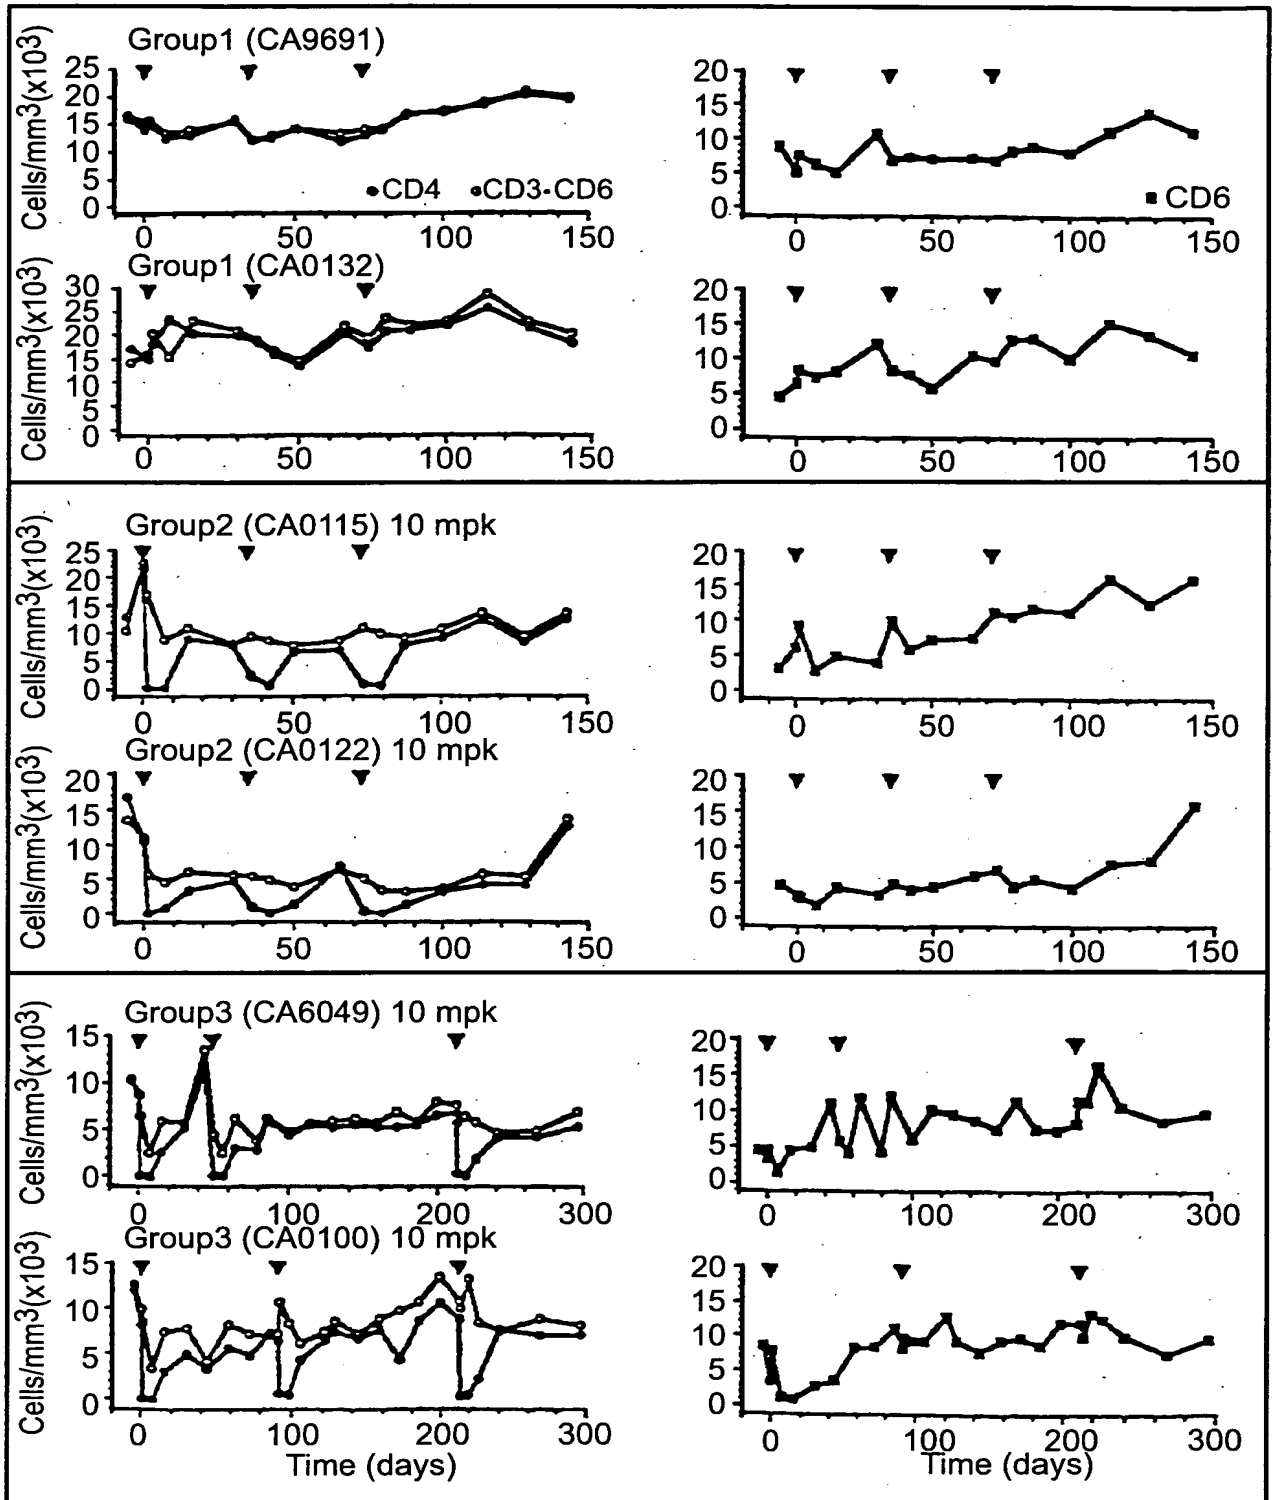 Group1 (CA9691)
Cells/mm3(x103)
25
20
15
10
5
0
CD4 CD3-CD6
0 50 100 150
20
15
10
5
0
CD6
0 50 100 150
Group1 (CA0132)
Cells/mm3(x103)
30
25
20
15
10
5
0
0 50 100 150
20
15
10
5
0
0 50 100 150
Group2 (CA0115) 10 mpk
Cells/mm3(x103)
25
20
15
10
5
0
0 50 100 150
20
15
10
5
0
0 50 100 150
Group2 (CA0122) 10 mpk
Cells/mm3(x103)
20
15
10
5
0
0 50 100 150
20
15
10
5
0
0 50 100 150
Group3 (CA6049) 10 mpk
Cells/mm3(x103)
15
10
5
0
0 100 200 300
20
15
10
5
0
0 100 200 300
Group3 (CA0100) 10 mpk
Cells/mm3(x103)
15
10
5
0
0 100 200 300
Time (days)
20
15
10
5
0
0 100 200 300
Time (days)